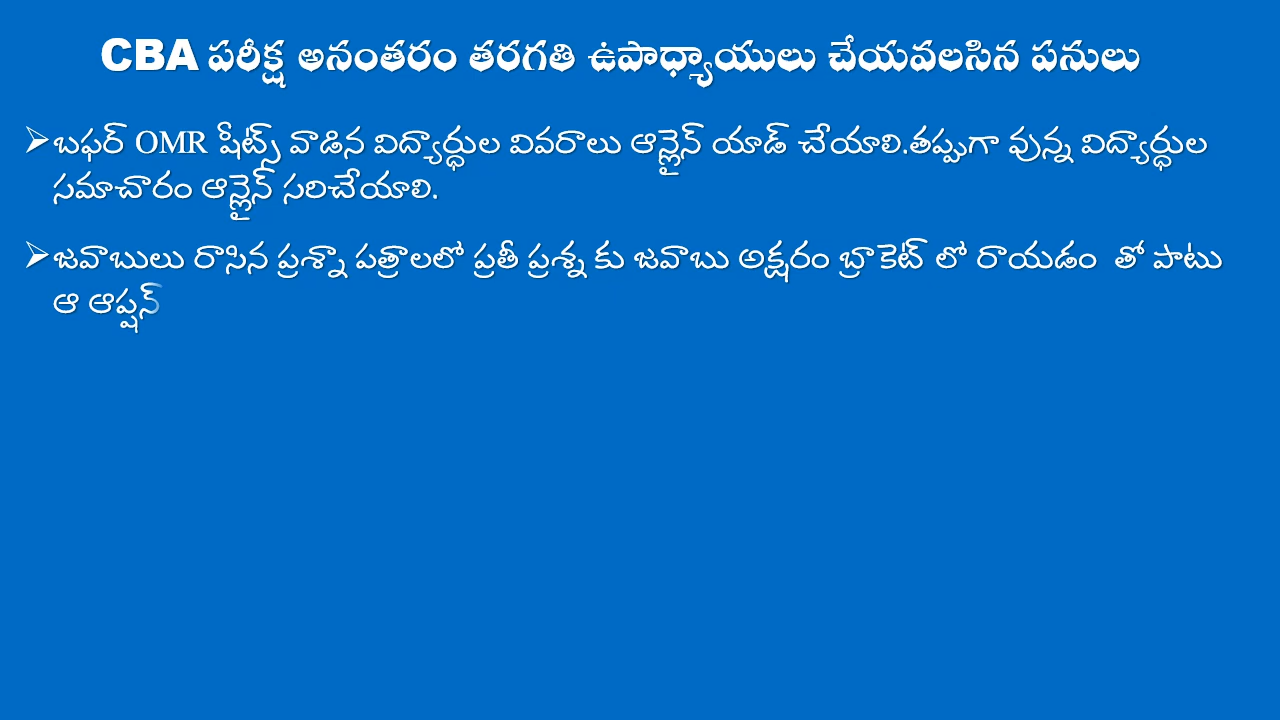 CBA పరీక్ష అనంతరం తరగతి ఉపాధ్యాయులు చేయవలసిన పనులు
➢బఫర్ OMR షీట్స్ వాడిన విద్యార్ధుల వివరాలు ఆన్లైన్ యాడ్ చేయాలి.తప్పుగా వున్న విద్యార్ధుల
సమాచారం ఆన్లైన్ సరిచేయాలి.
➢జవాబులు రాసిన ప్రశ్నా పత్రాలలో ప్రతీ ప్రశ్న కు జవాబు అక్షరం బ్రాకెట్ లో రాయడం తో పాటు
ఆ ఆప్షన్